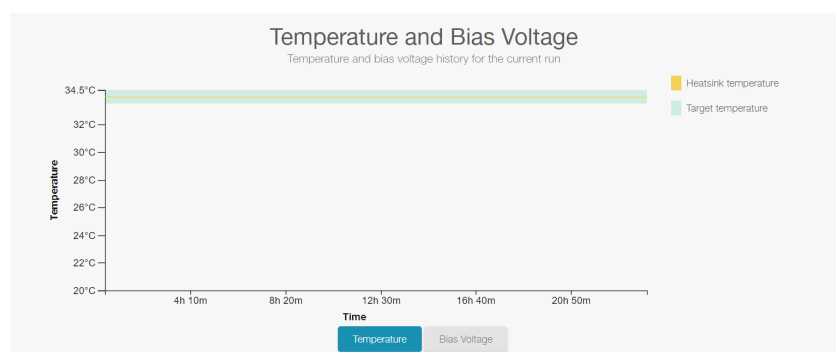 Temperature and Bias Voltage
Temperature and bias voltage history for the current run
Heatsink temperature
Target temperature
34.5°C
32°C
30°C
28°C
26°C
24°C
22°C
20°C
Temperature
4h 10m 8h 20m 12h 30m 16h 40m 20h 50m
Time
Temperature Bias Voltage